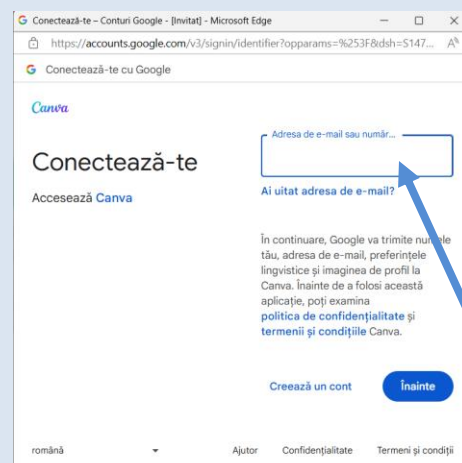 Conectează-te – Conturi Google - [Invitat] - Microsoft Edge
https://accounts.google.com/v3/signin/identifier?opparams=%253F&dsh=S147...
Conectează-te cu Google
Canva
Conectează-te
Accesează Canva
Adresa de e-mail sau număr...
Ai uitat adresa de e-mail?
În continuare, Google va trimite numele
tău, adresa de e-mail, preferințele
lingvistice și imaginea de profil la
Canva. Înainte de a folosi această
aplicație, poți examina
politica de confidențialitate și
termenii și condițiile Canva.
Creează un cont
Înainte
română
Ajutor
Confidențialitate
Termeni și condiții